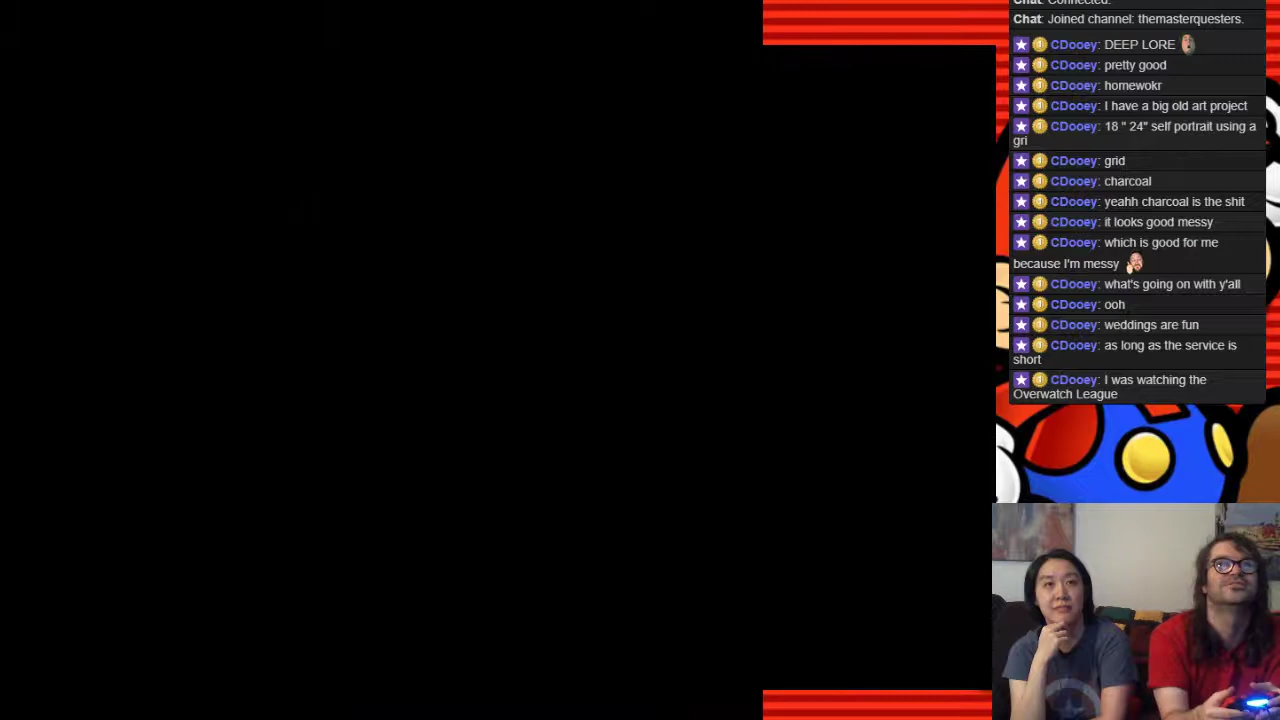 Chat: Connected.
Chat: Joined channel: themasterquesters.
CDooey: DEEP LORE
CDooey: pretty good
CDooey: homewokr
CDooey: I have a big old art project
CDooey: 18 " 24" self portrait using a
gri
CDooey: grid
CDooey: charcoal
CDooey: yeahh charcoal is the shit
CDooey: it looks good messy
CDooey: which is good for me
because I'm messy
CDooey: what's going on with y'all
CDooey: ooh
CDooey: weddings are fun
CDooey: as long as the service is
short
CDooey: I was watching the
Overwatch League